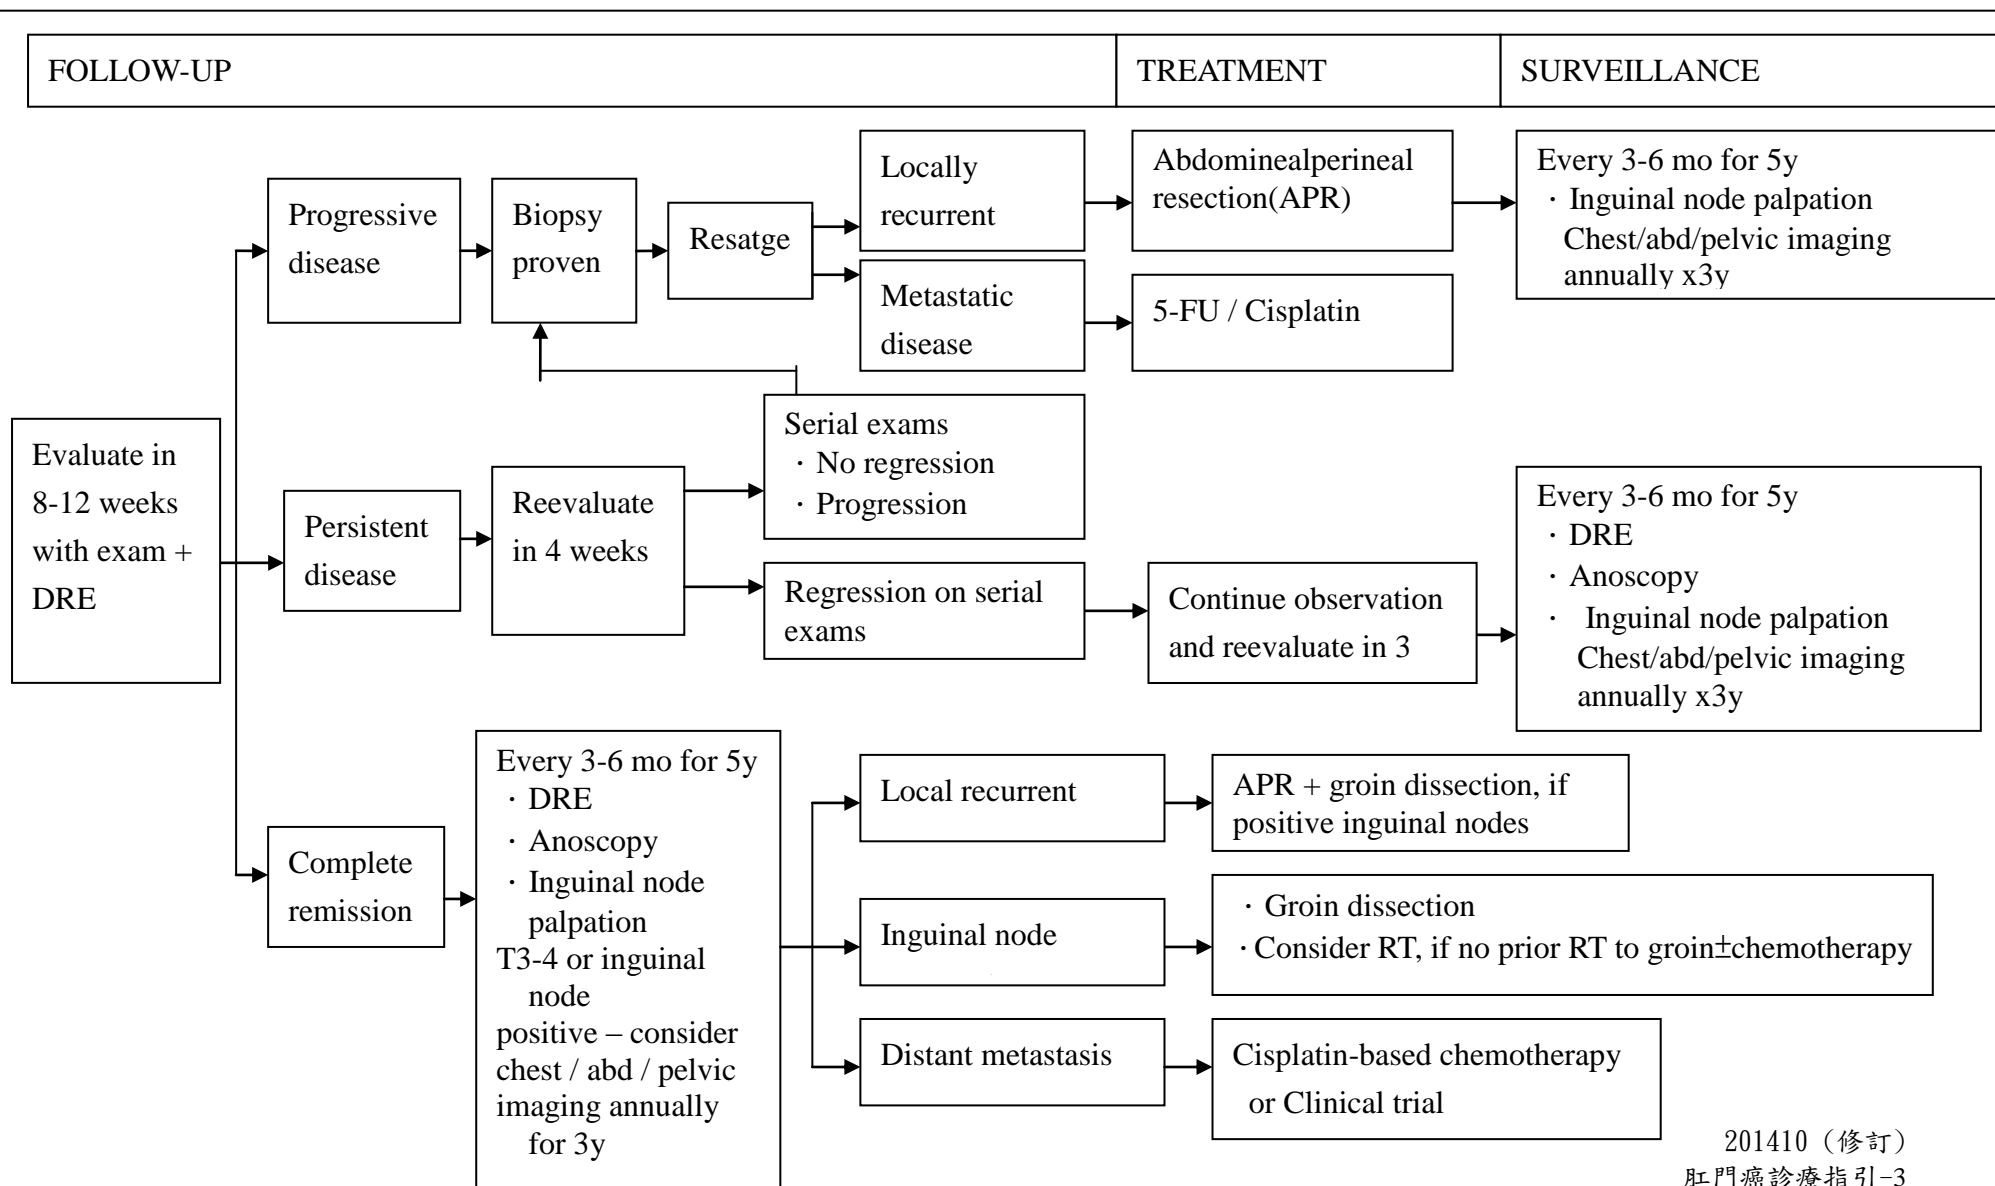 FOLLOW-UP
TREATMENT
SURVEILLANCE
Progressive
disease
Biopsy
proven
Resatge
Locally
recurrent
Abdominealperineal
resection(APR)
Every 3-6 mo for 5y
· Inguinal node palpation
Chest/abd/pelvic imaging
annually x3y
Metastatic
disease
5-FU / Cisplatin
Evaluate in
8-12 weeks
with exam +
DRE
Persistent
disease
Reevaluate
in 4 weeks
Serial exams
· No regression
· Progression
Regression on serial
exams
Continue observation
and reevaluate in 3
Every 3-6 mo for 5y
· DRE
· Anoscopy
· Inguinal node palpation
Chest/abd/pelvic imaging
annually x3y
Complete
remission
Every 3-6 mo for 5y
· DRE
· Anoscopy
· Inguinal node
palpation
T3-4 or inguinal
node
positive – consider
chest / abd / pelvic
imaging annually
for 3y
Local recurrent
APR + groin dissection, if
positive inguinal nodes
Inguinal node
· Groin dissection
· Consider RT, if no prior RT to groin±chemotherapy
Distant metastasis
Cisplatin-based chemotherapy
or Clinical trial
201410 (修訂)
肛門癌診療指引-3